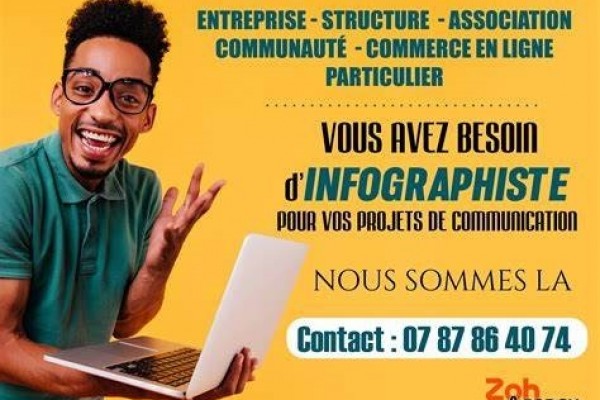 ENTREPRISE - STRUCTURE - ASSOCIATION
COMMUNAUTÉ - COMMERCE EN LIGNE
PARTICULIER
VOUS AVEZ BESOIN
d'INFOGRAPHISTE
POUR VOS PROJETS DE COMMUNICATION
NOUS SOMMES LA
Contact : 07 87 86 40 74
Zoh